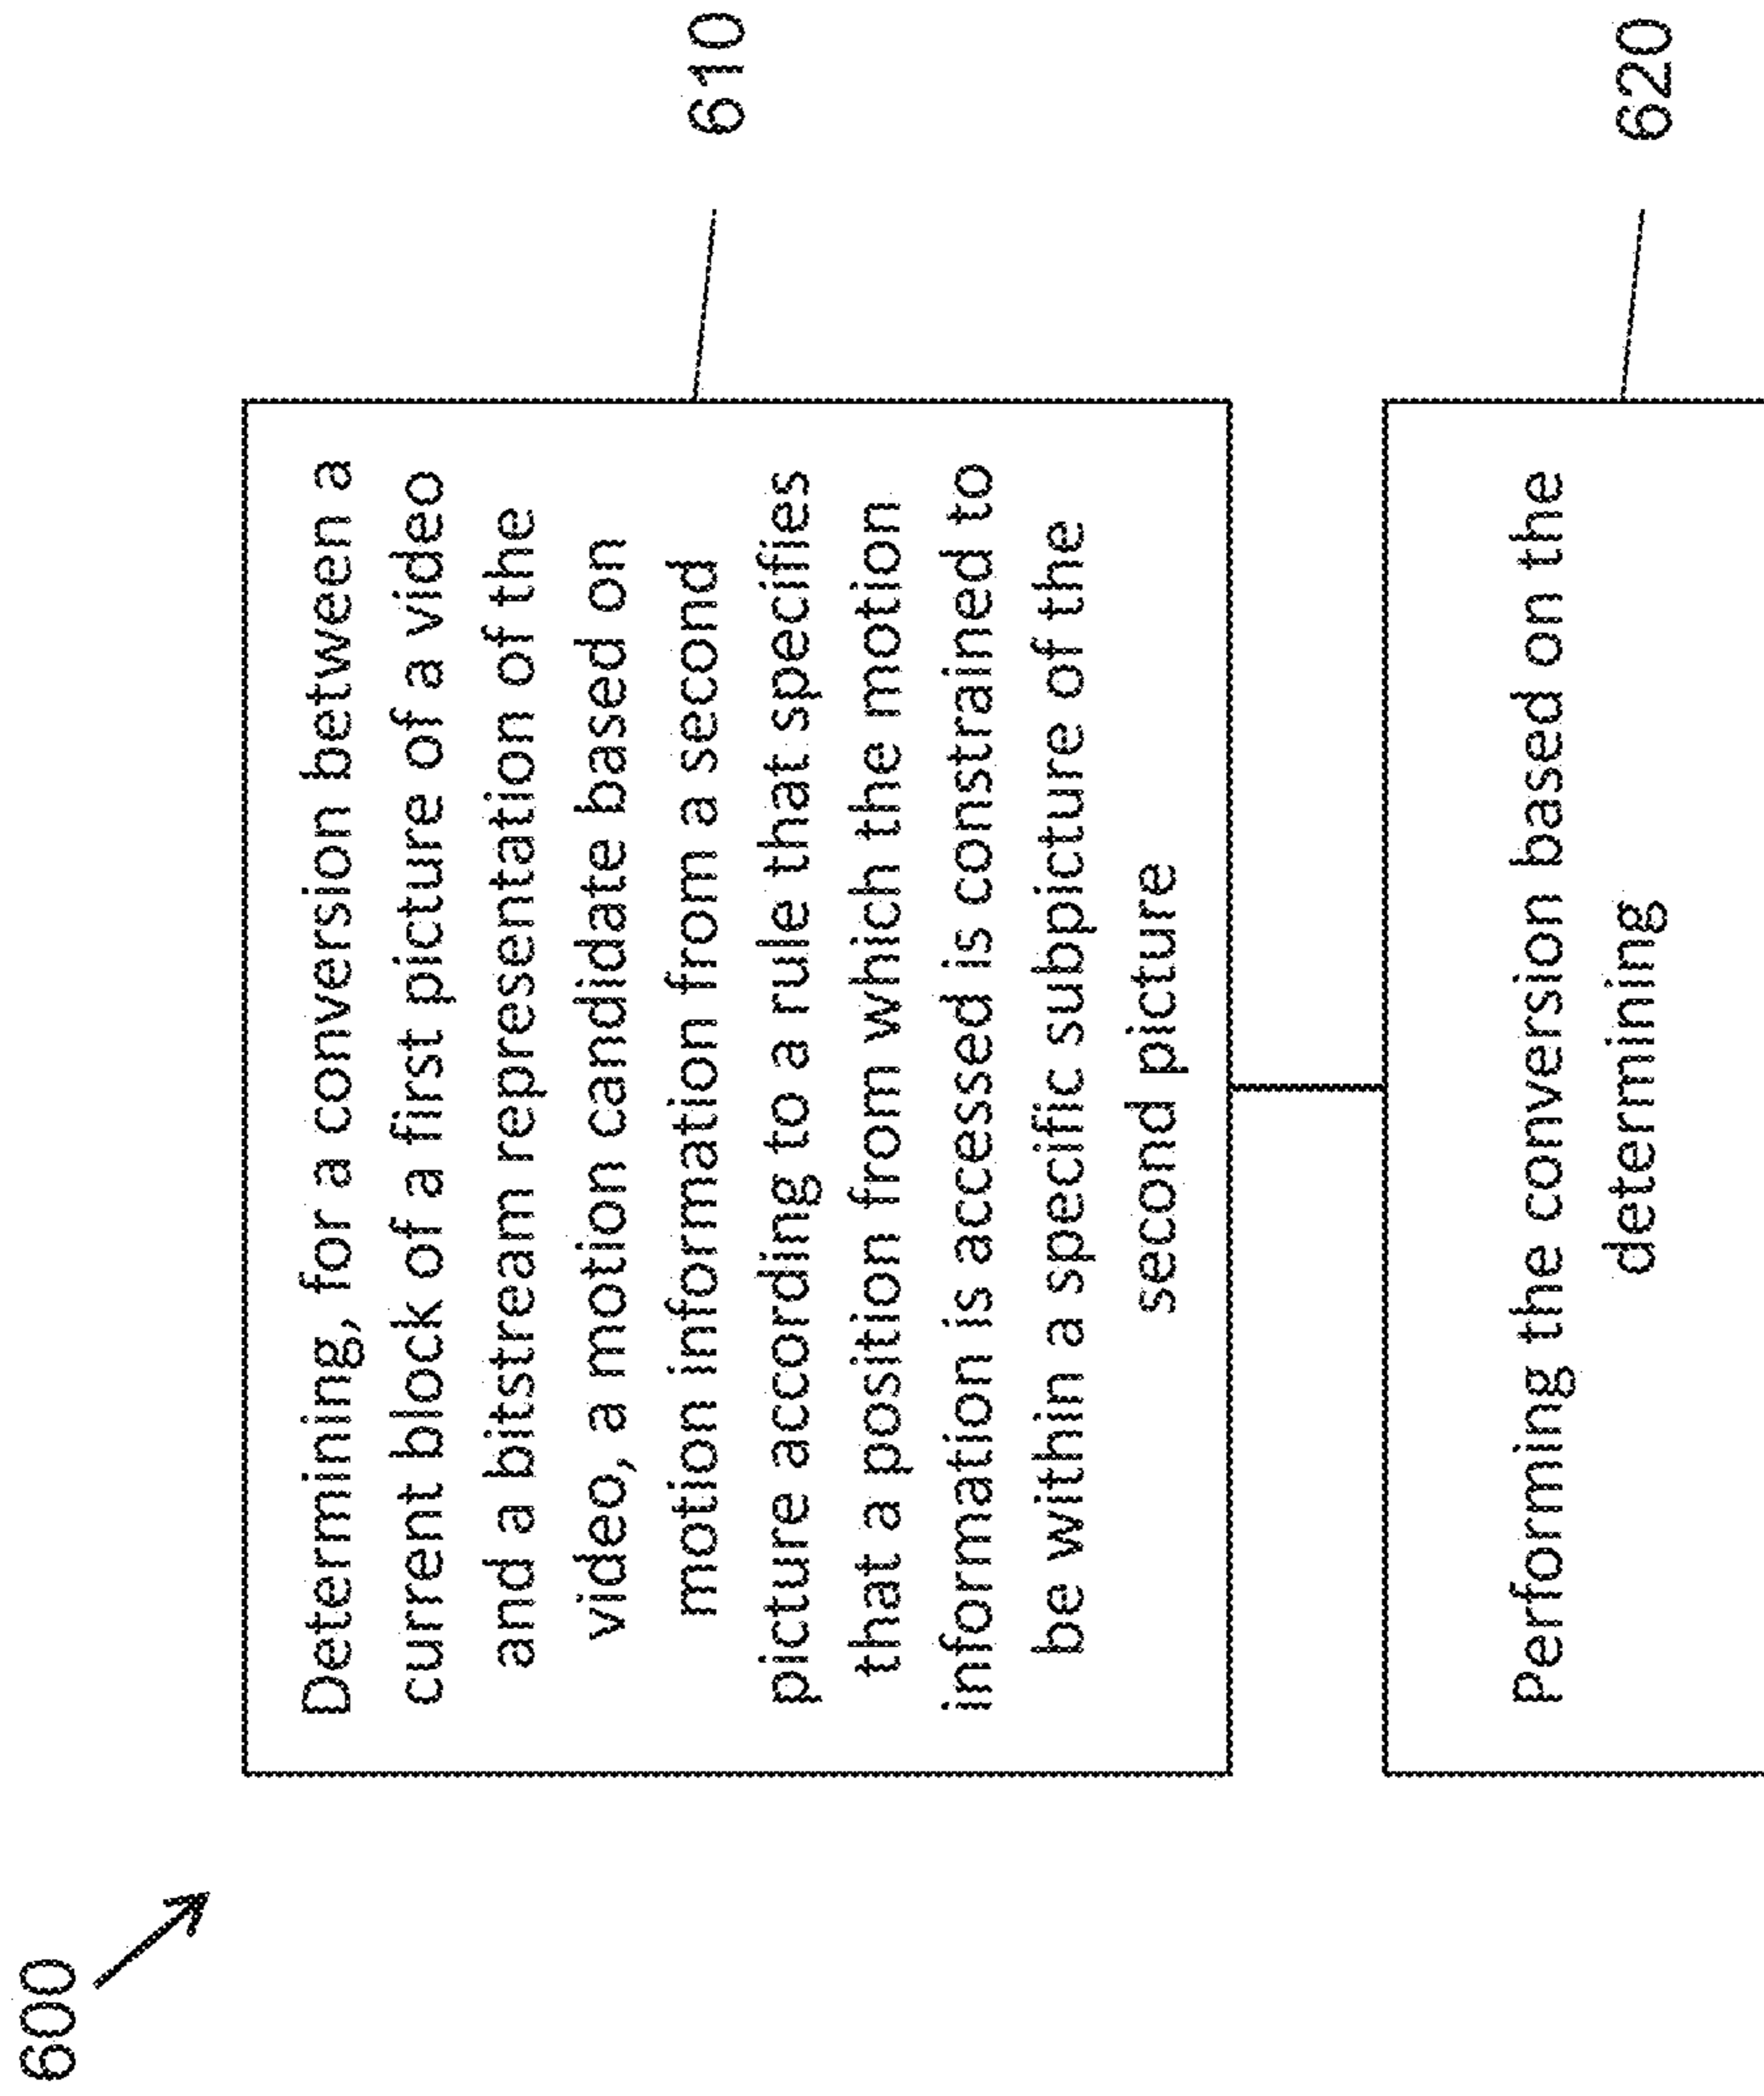 600
Determining, for a conversion between a
current block of a first picture of a video
and a bitstream representation of the
video, a motion candidate based on
motion information from a second
picture according to a rule that specifies
that a position from which the motion
information is accessed is constrained to
be within a specific subpicture of the
second picture
610
Performing the conversion based on the
determining
620